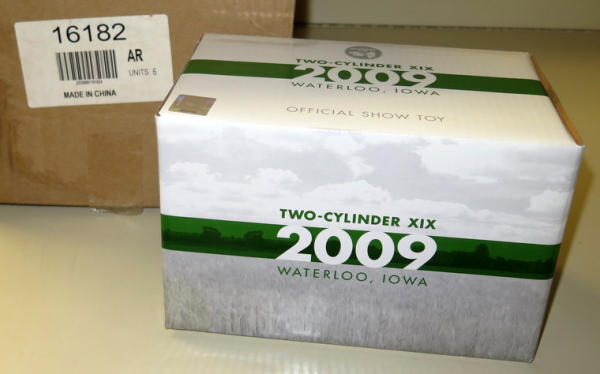 16182
AR
UNITS 6
MADE IN CHINA
TWO-CYLINDER XIX
2009
WATERLOO, IOWA
OFFICIAL SHOW TOY
TWO-CYLINDER XIX
2009
WATERLOO, IOWA